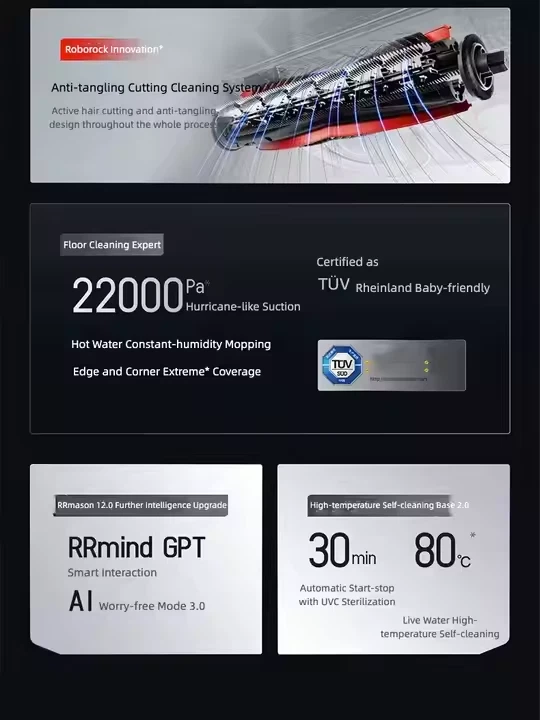 Roborock Innovation*
Anti-tangling Cutting Cleaning System
Active hair cutting and anti-tangling
design throughout the whole process
Floor Cleaning Expert
22000Pa*
Hurricane-like Suction
Hot Water Constant-humidity Mopping
Edge and Corner Extreme* Coverage
Certified as
TÜV Rheinland Baby-friendly
TÜV
SÜD
RRmason 12.0 Further Intelligence Upgrade
RRmind GPT
Smart Interaction
AI Worry-free Mode 3.0
High-temperature Self-cleaning Base 2.0
30min
80℃*
Automatic Start-stop
with UVC Sterilization
Live Water High-
temperature Self-cleaning